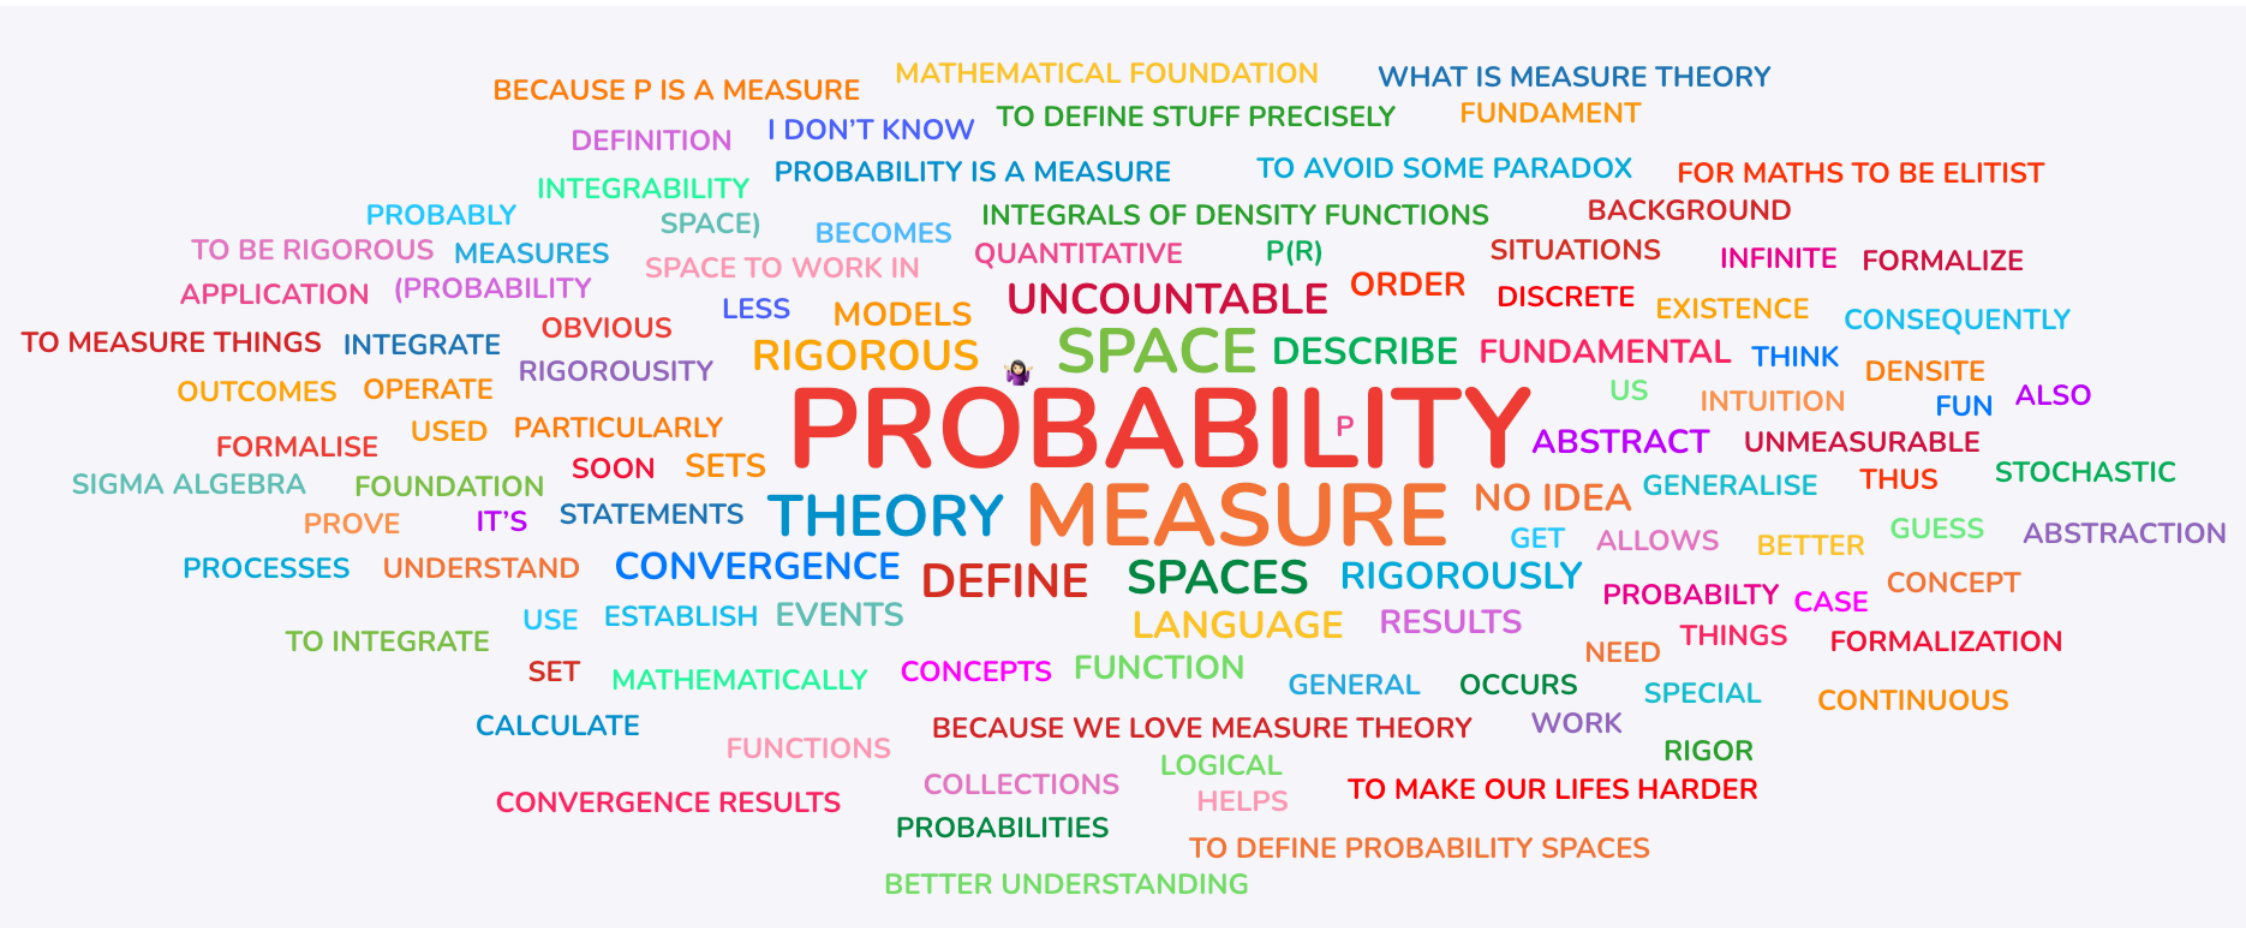 MATHEMATICAL FOUNDATION
WHAT IS MEASURE THEORY
BECAUSE P IS A MEASURE
TO DEFINE STUFF PRECISELY
FUNDAMENT
I DON'T KNOW
DEFINITION
PROBABILITY IS A MEASURE
TO AVOID SOME PARADOX
FOR MATHS TO BE ELITIST
INTEGRABILITY
PROBABLY
SPACE)
INTEGRALS OF DENSITY FUNCTIONS
BACKGROUND
BECOMES
TO BE RIGOROUS
MEASURES
QUANTITATIVE
P(R)
SITUATIONS
INFINITE
FORMALIZE
SPACE TO WORK IN
APPLICATION
(PROBABILITY
LESS
MODELS
UNCOUNTABLE
ORDER
DISCRETE
EXISTENCE
CONSEQUENTLY
OBVIOUS
TO MEASURE THINGS
INTEGRATE
RIGOROUS
SPACE
DESCRIBE
FUNDAMENTAL
THINK
RIGOROUSITY
DENSITE
OUTCOMES
OPERATE
US
INTUITION
FUN
ALSO
USED
PARTICULARLY
PROBABILITY
P
ABSTRACT
UNMEASURABLE
FORMALISE
SOON
SETS
SIGMA ALGEBRA
FOUNDATION
GENERALISE
THUS
STOCHASTIC
NO IDEA
PROVE
IT'S
STATEMENTS
THEORY
MEASURE
GET
ALLOWS
BETTER
GUESS
ABSTRACTION
PROCESSES
UNDERSTAND
CONVERGENCE
DEFINE
SPACES
RIGOROUSLY
PROBABILTY
CASE
CONCEPT
USE
ESTABLISH
EVENTS
LANGUAGE
RESULTS
THINGS
FORMALIZATION
TO INTEGRATE
NEED
SET
MATHEMATICALLY
CONCEPTS
FUNCTION
GENERAL
OCCURS
SPECIAL
CONTINUOUS
CALCULATE
BECAUSE WE LOVE MEASURE THEORY
WORK
FUNCTIONS
RIGOR
LOGICAL
COLLECTIONS
TO MAKE OUR LIFES HARDER
CONVERGENCE RESULTS
HELPS
PROBABILITIES
TO DEFINE PROBABILITY SPACES
BETTER UNDERSTANDING